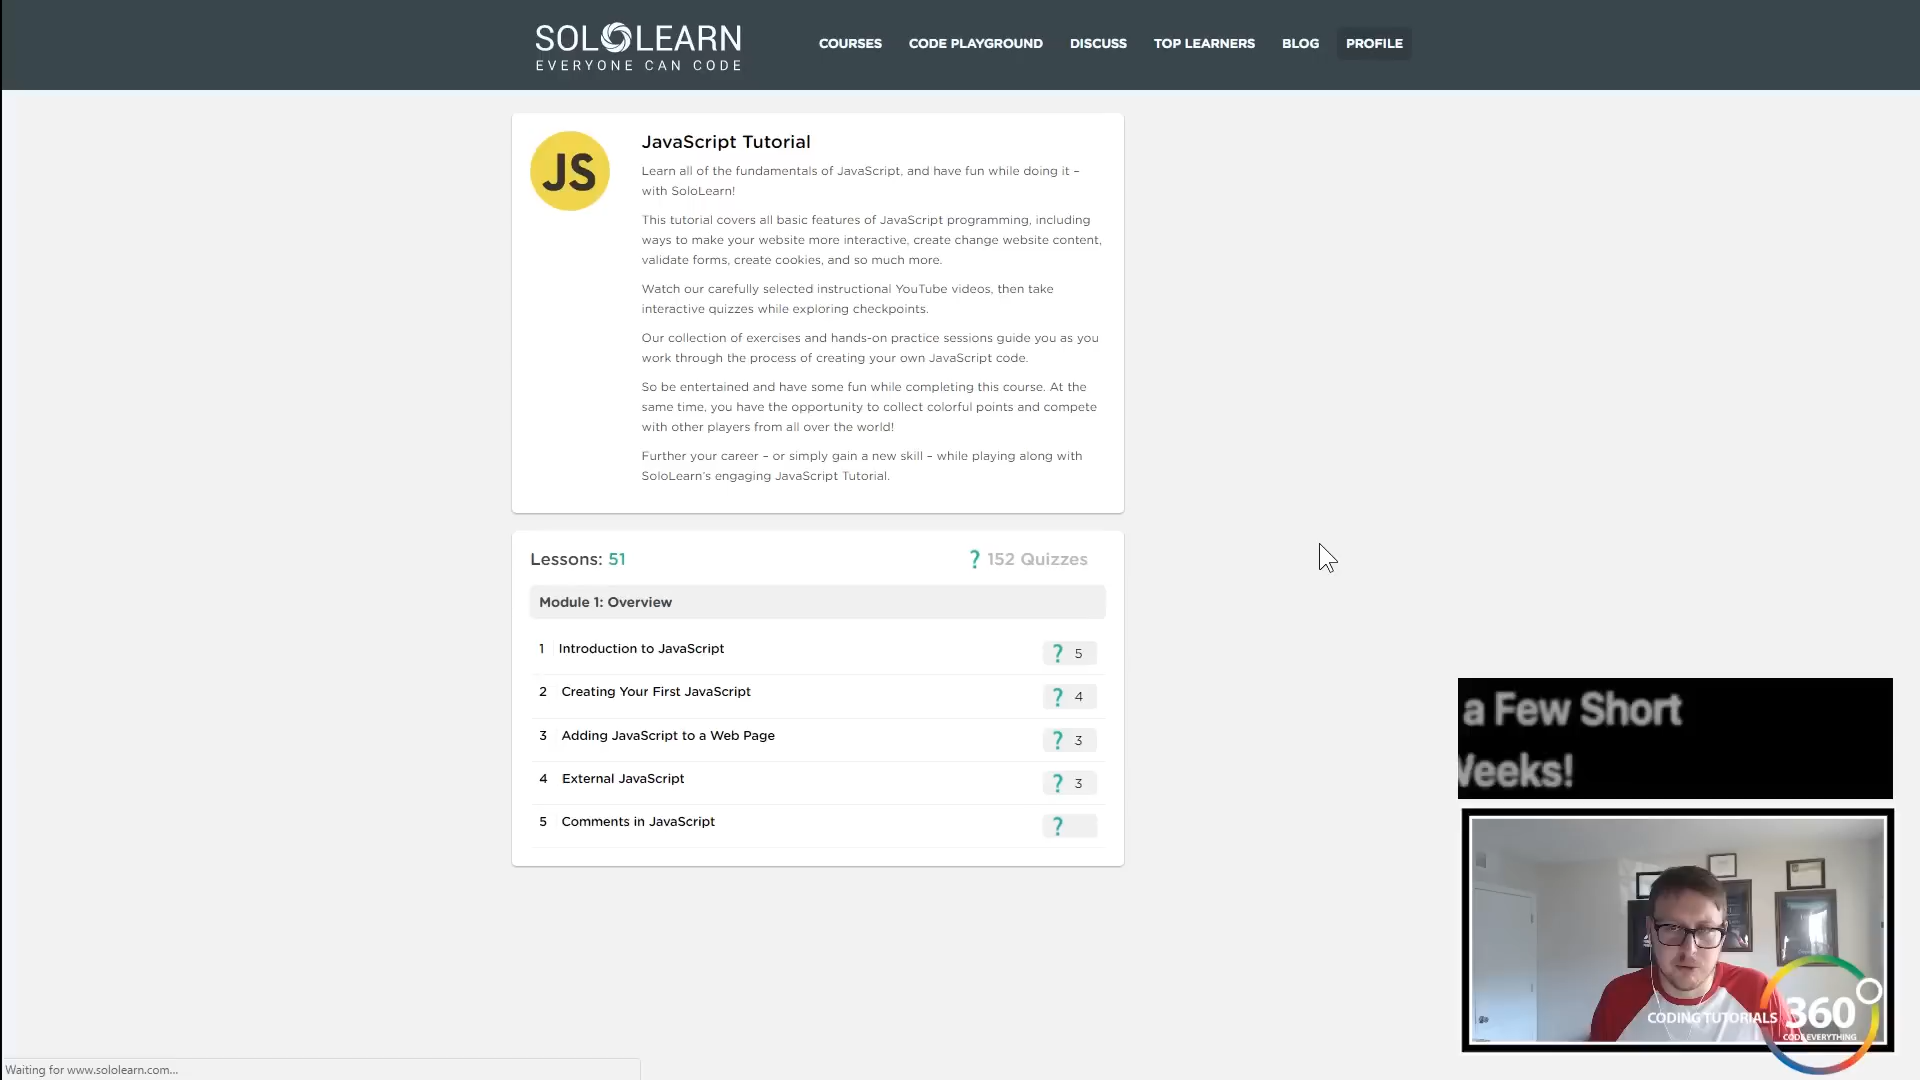 SOLOLEARN
EVERYONE CAN CODE
COURSES
CODE PLAYGROUND
DISCUSS
TOP LEARNERS
BLOG
PROFILE
JS
JavaScript Tutorial
Learn all of the fundamentals of JavaScript, and have fun while doing it –
with SoloLearn!
This tutorial covers all basic features of JavaScript programming, including
ways to make your website more interactive, create change website content,
validate forms, create cookies, and so much more.
Watch our carefully selected instructional YouTube videos, then take
interactive quizzes while exploring checkpoints.
Our collection of exercises and hands-on practice sessions guide you as you
work through the process of creating your own JavaScript code.
So be entertained and have some fun while completing this course. At the
same time, you have the opportunity to collect colorful points and compete
with other players from all over the world!
Further your career – or simply gain a new skill – while playing along with
SoloLearn's engaging JavaScript Tutorial.
Lessons: 51
? 152 Quizzes
Module 1: Overview
1 Introduction to JavaScript
? 5
2 Creating Your First JavaScript
? 4
3 Adding JavaScript to a Web Page
? 3
4 External JavaScript
? 3
5 Comments in JavaScript
?
a Few Short
Weeks!
CODING TUTORIALS 360
CODE EVERYTHING
Waiting for www.sololearn.com...